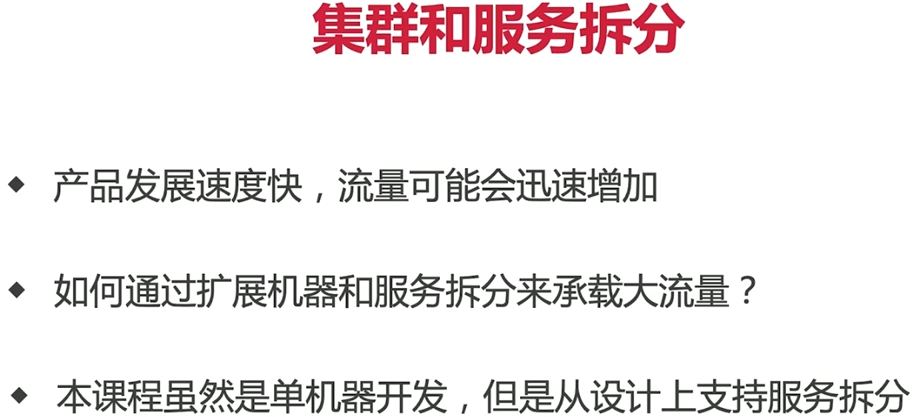 集群和服务拆分
◆ 产品发展速度快，流量可能会迅速增加
◆ 如何通过扩展机器和服务拆分来承载大流量？
◆ 本课程虽然是单机器开发，但是从设计上支持服务拆分